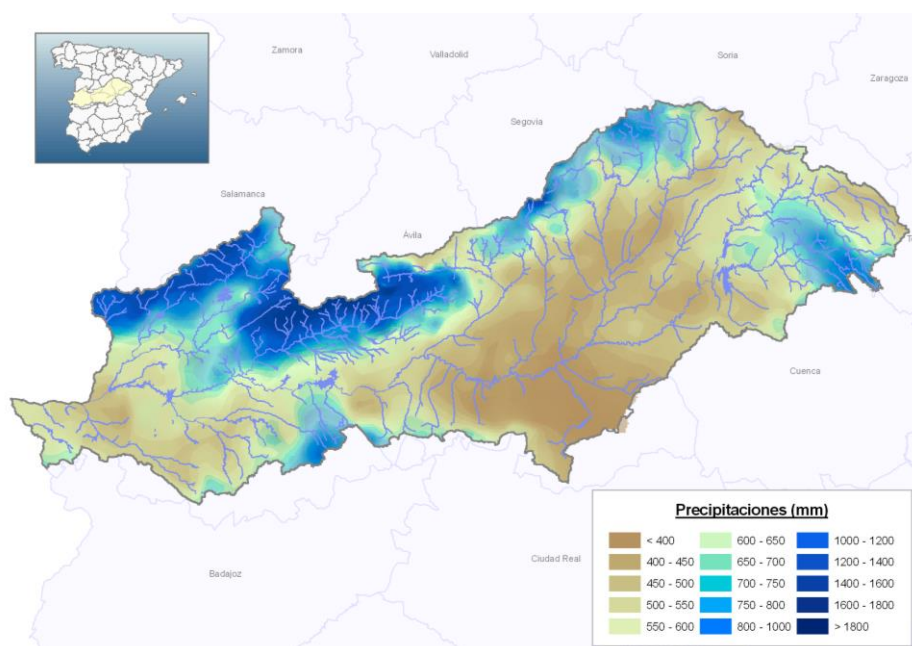 Zamora
Valladolid
Soria
Zaragoza
Segovia
Salamanca
Ávila
Cuenca
Badajoz
Ciudad Real
Precipitaciones (mm)
< 400
400 - 450
450 - 500
500 - 550
550 - 600
600 - 650
650 - 700
700 - 750
750 - 800
800 - 1000
1000 - 1200
1200 - 1400
1400 - 1600
1600 - 1800
> 1800